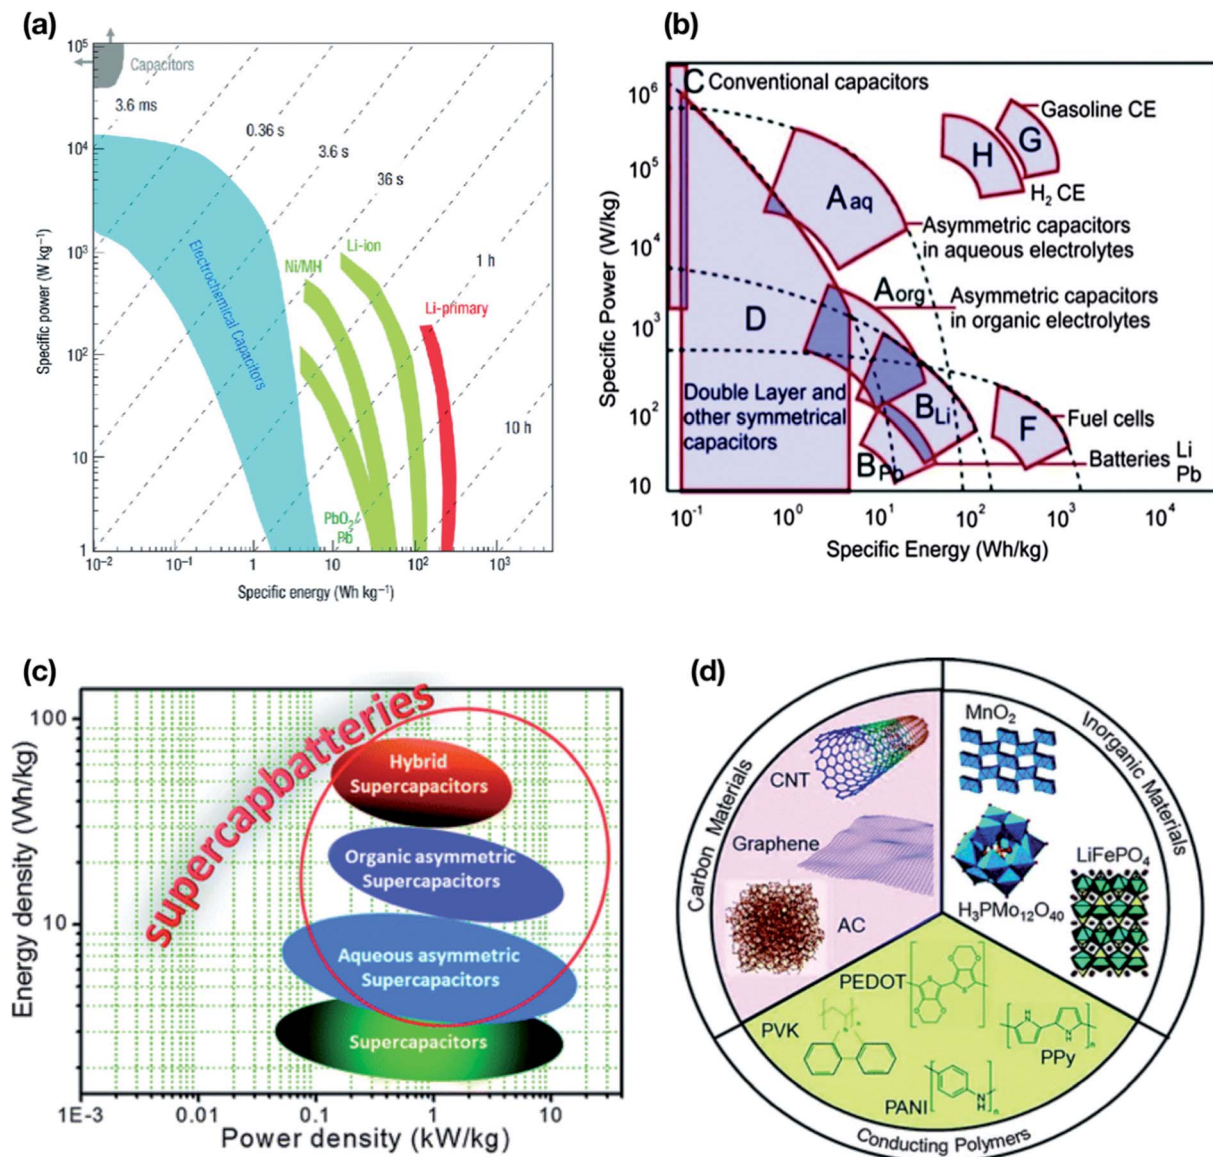 (a)
10⁵
10⁴
10³
10²
10
1
10⁻²
10⁻¹
1
10
10²
10³
Specific power (W kg⁻¹)
Specific energy (Wh kg⁻¹)
Capacitors
3.6 ms
0.36 s
3.6 s
36 s
1 h
10 h
Electrochemical Capacitors
Ni/MH
Li-ion
Li-primary
PbO₂/
Pb
(b)
10⁶
10⁵
10⁴
10³
10²
10
10⁻¹
10⁰
10¹
10²
10³
10⁴
Specific Power (W/kg)
Specific Energy (Wh/kg)
C Conventional capacitors
Gasoline CE
G
H
H₂ CE
Aaq
Asymmetric capacitors
in aqueous electrolytes
Aorg
Asymmetric capacitors
in organic electrolytes
D
Double Layer and
other symmetrical
capacitors
BLi
BPb
F
Fuel cells
Batteries Li
Pb
(c)
100
10
1E-3
0.01
0.1
1
10
Energy density (Wh/kg)
Power density (kW/kg)
supercapbatteries
Hybrid
Supercapacitors
Organic asymmetric
Supercapacitors
Aqueous asymmetric
Supercapacitors
Supercapacitors
(d)
Carbon Materials
Inorganic Materials
Conducting Polymers
CNT
Graphene
AC
MnO₂
LiFePO₄
H₃PMo₁₂O₄₀
PEDOT
PVK
PPy
PANI